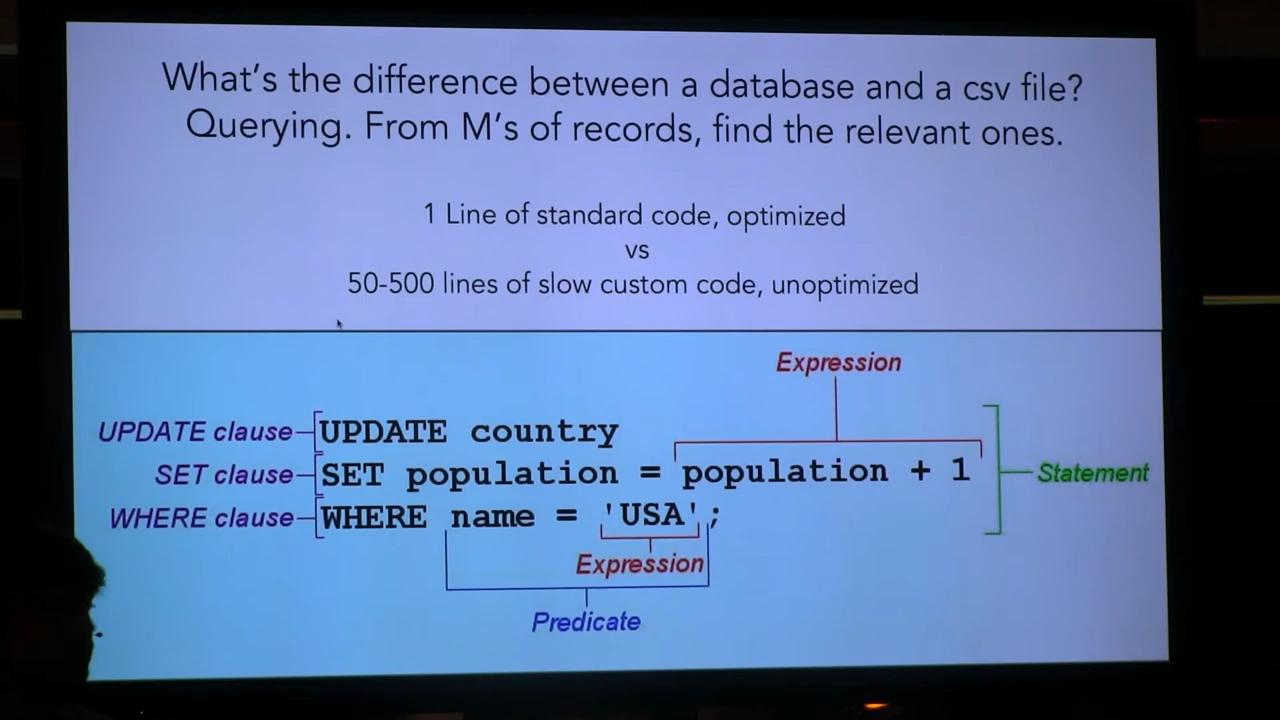 What's the difference between a database and a csv file?
Querying. From M's of records, find the relevant ones.
1 Line of standard code, optimized
vs
50-500 lines of slow custom code, unoptimized
Expression
UPDATE clause UPDATE country
SET clause SET population = population + 1 Statement
WHERE clause WHERE name = 'USA';
Expression
Predicate